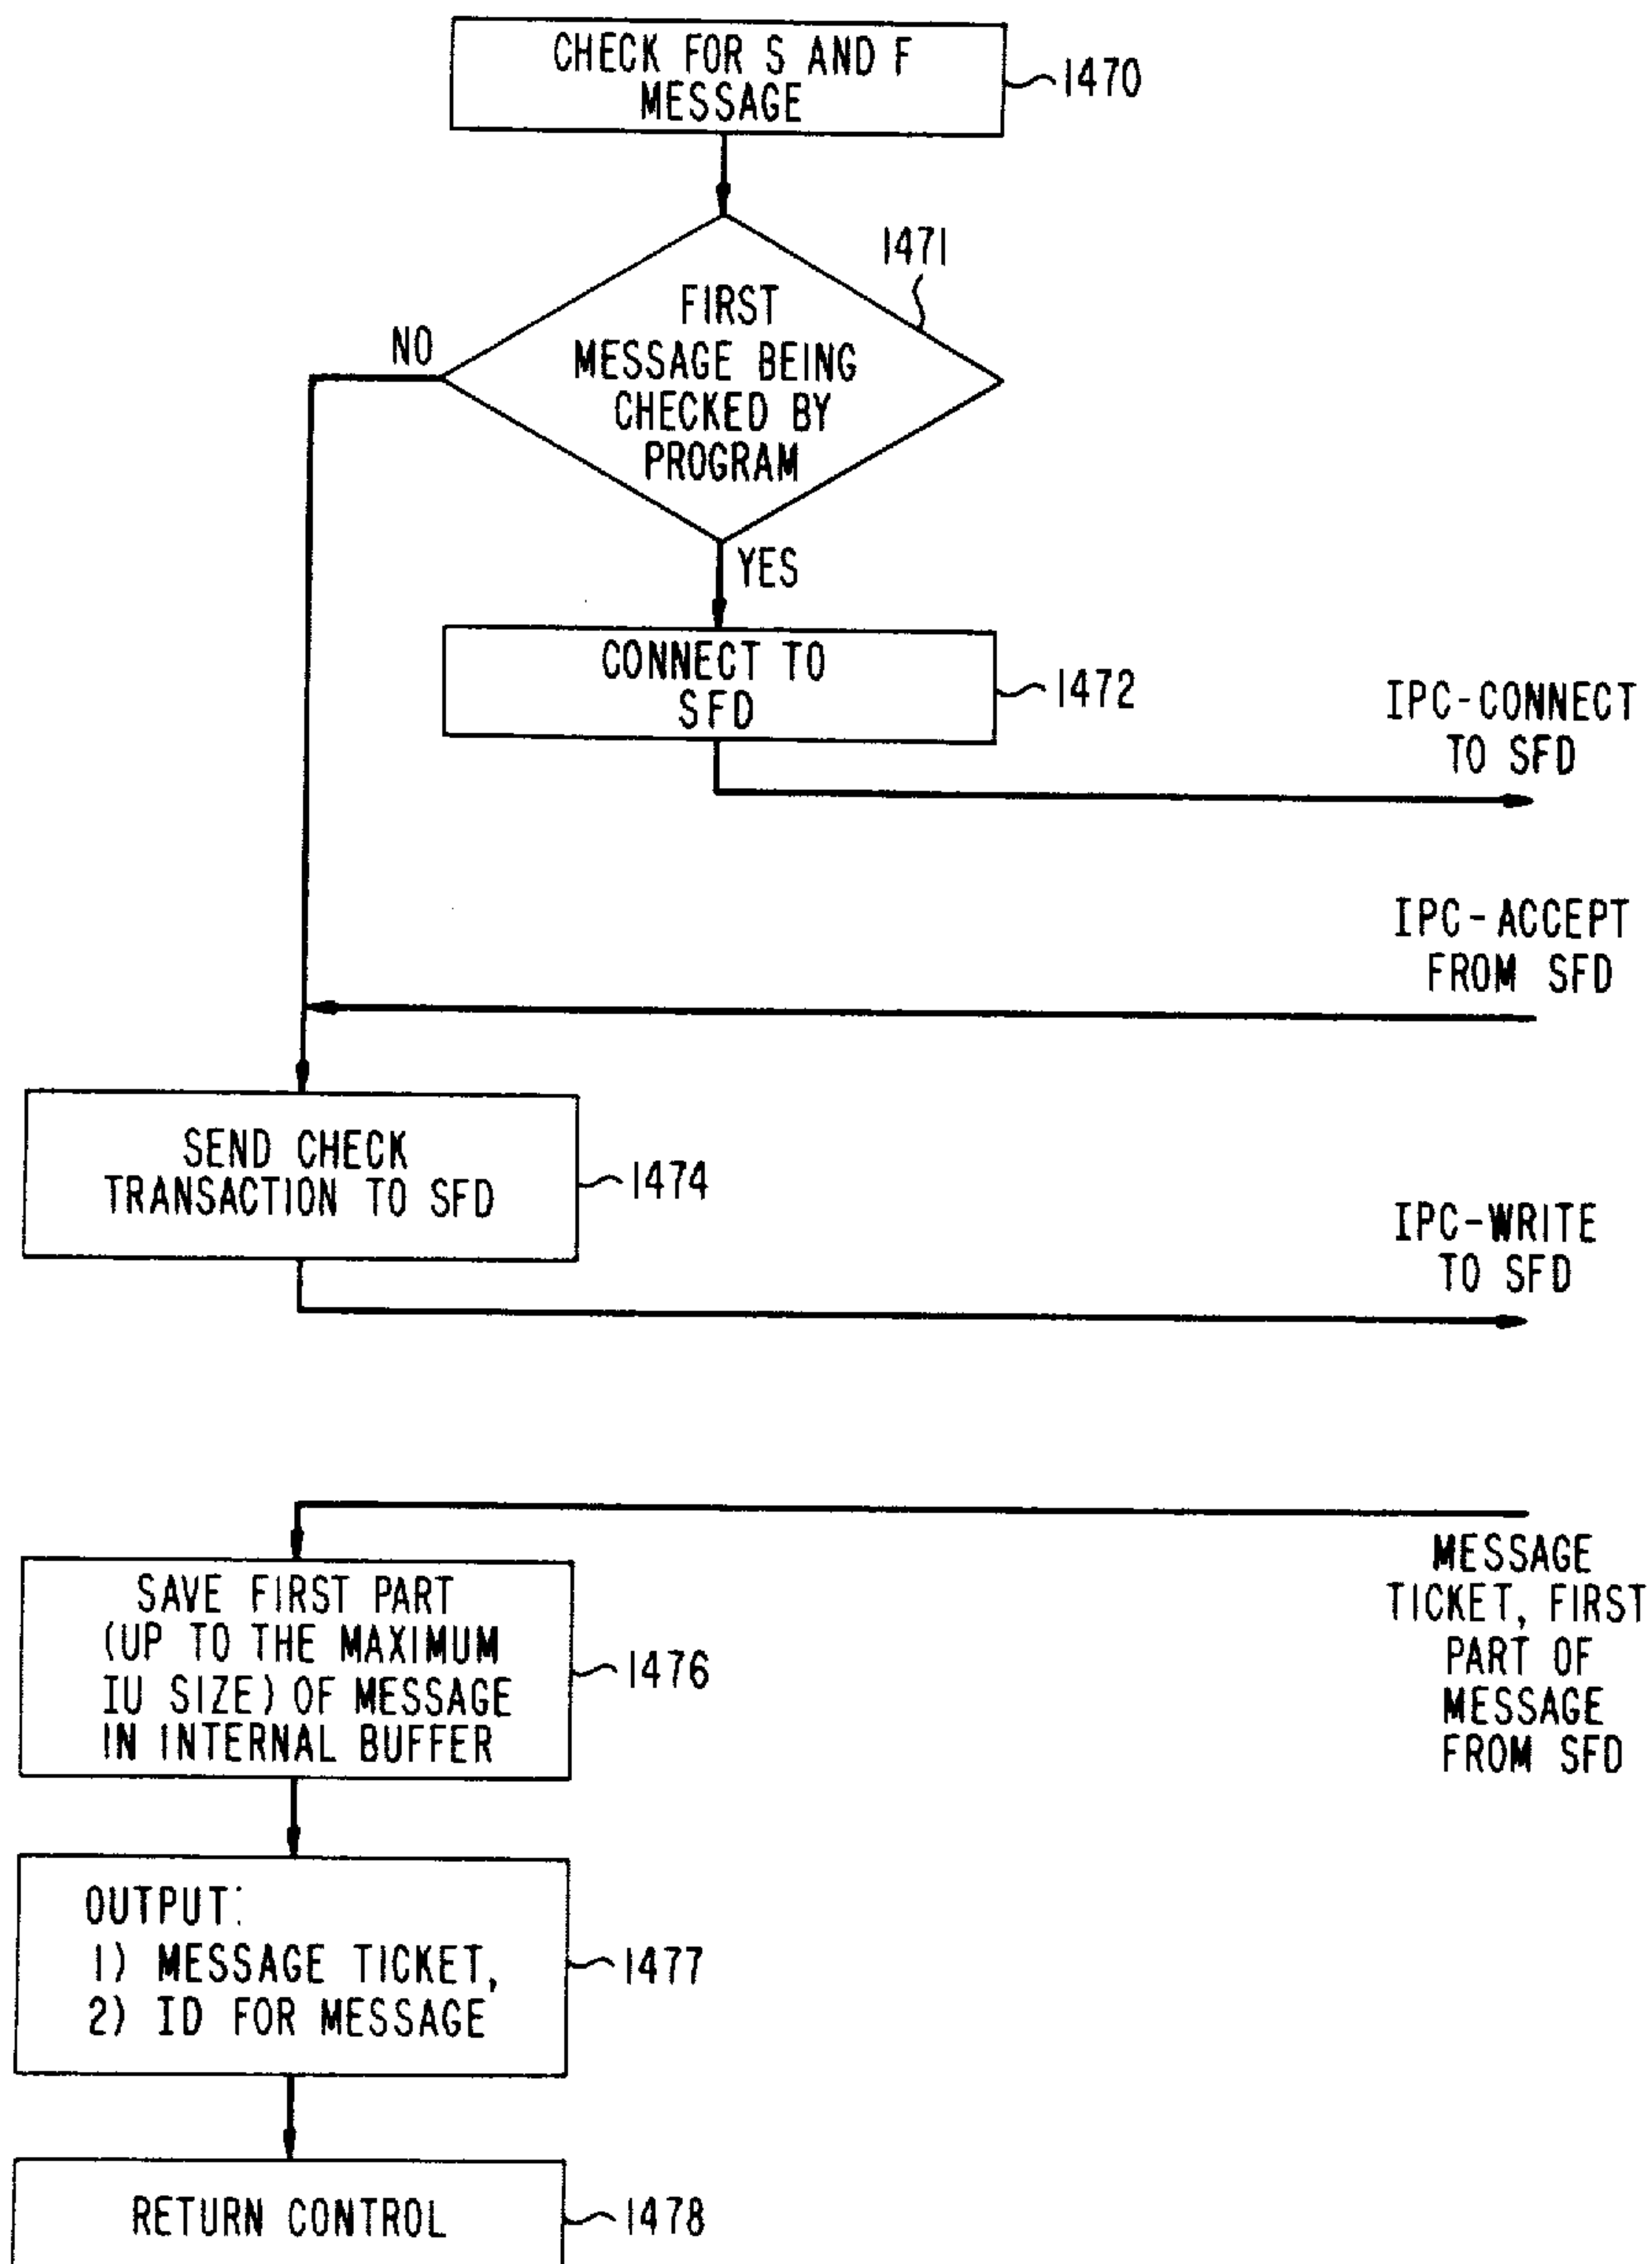 CHECK FOR S AND F
MESSAGE
1470
1471
FIRST
MESSAGE BEING
CHECKED BY
PROGRAM
NO
YES
CONNECT TO
SFD
1472
IPC-CONNECT
TO SFD
IPC-ACCEPT
FROM SFD
SEND CHECK
TRANSACTION TO SFD
1474
IPC-WRITE
TO SFD
MESSAGE
TICKET, FIRST
PART OF
MESSAGE
FROM SFD
SAVE FIRST PART
(UP TO THE MAXIMUM
IU SIZE) OF MESSAGE
IN INTERNAL BUFFER
1476
OUTPUT:
1) MESSAGE TICKET,
2) ID FOR MESSAGE
1477
RETURN CONTROL
1478